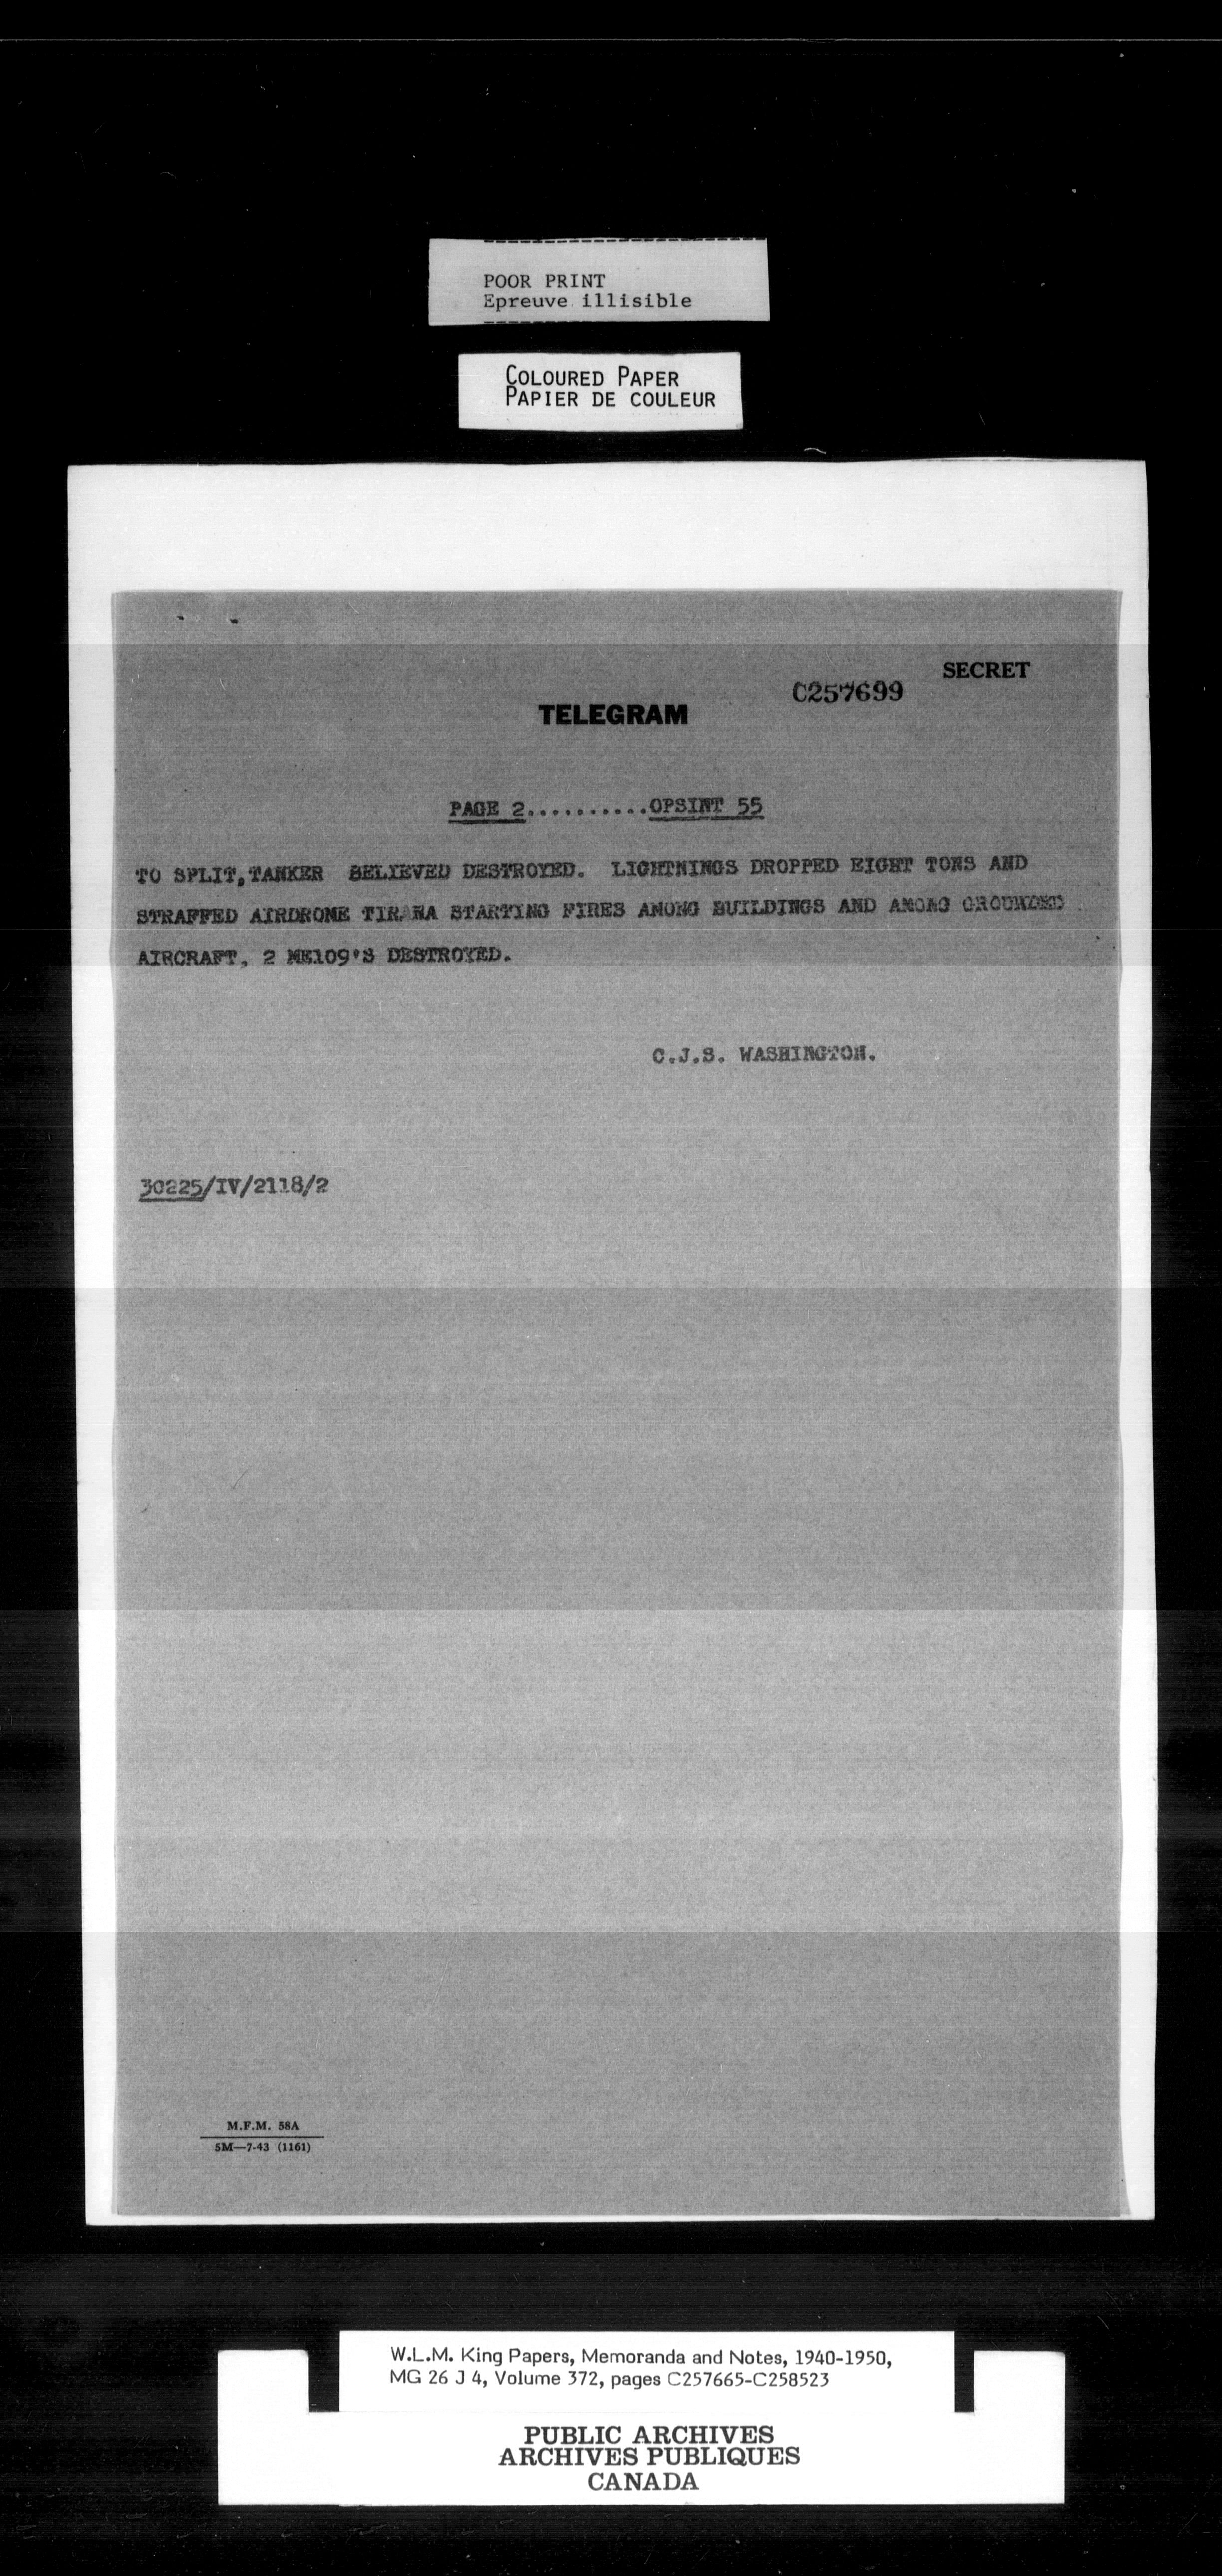 POOR PRINT
Epreuve illisible
COLOURED PAPER
PAPIER DE COULEUR
SECRET
C257699
TELEGRAM
PAGE 2..........OPSINT 55
TO SPLIT, TANKER BELIEVED DESTROYED. LIGHTNINGS DROPPED EIGHT TONS AND
STRAFFED AIRDROME TIRANA STARTING FIRES AMONG BUILDINGS AND AMONG GROUNDED
AIRCRAFT, 2 ME109'S DESTROYED.
C.J.S. WASHINGTON.
30225/IV/2118/2
M.F.M. 58A
5M—7-43 (1161)
W.L.M. King Papers, Memoranda and Notes, 1940-1950,
MG 26 J 4, Volume 372, pages C257665-C258523
PUBLIC ARCHIVES
ARCHIVES PUBLIQUES
CANADA